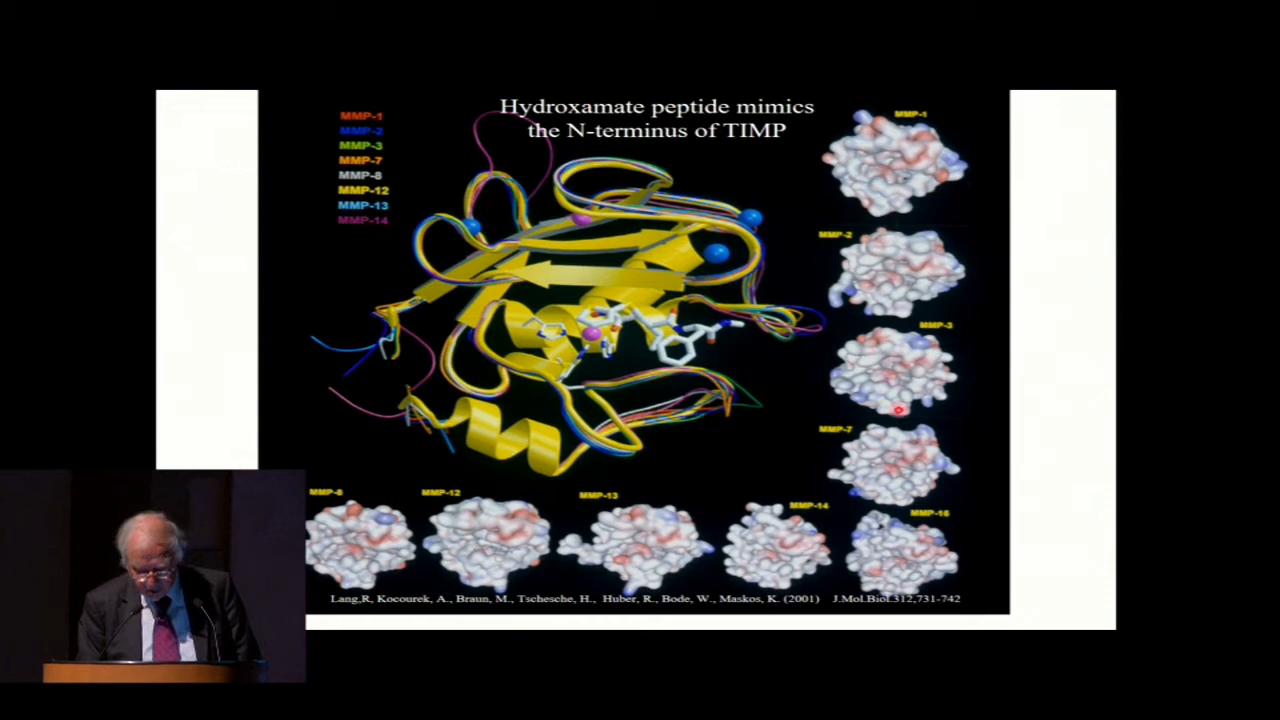 Hydroxamate peptide mimics
the N-terminus of TIMP
MMP-1
MMP-2
MMP-3
MMP-7
MMP-8
MMP-12
MMP-13
MMP-14
MMP-1
MMP-2
MMP-3
MMP-7
MMP-8
MMP-12
MMP-13
MMP-14
MMP-16
Lang,R, Kocourek, A., Braun, M., Tschesche, H., Huber, R., Bode, W., Maskos, K. (2001) J.Mol.Biol.312,731-742